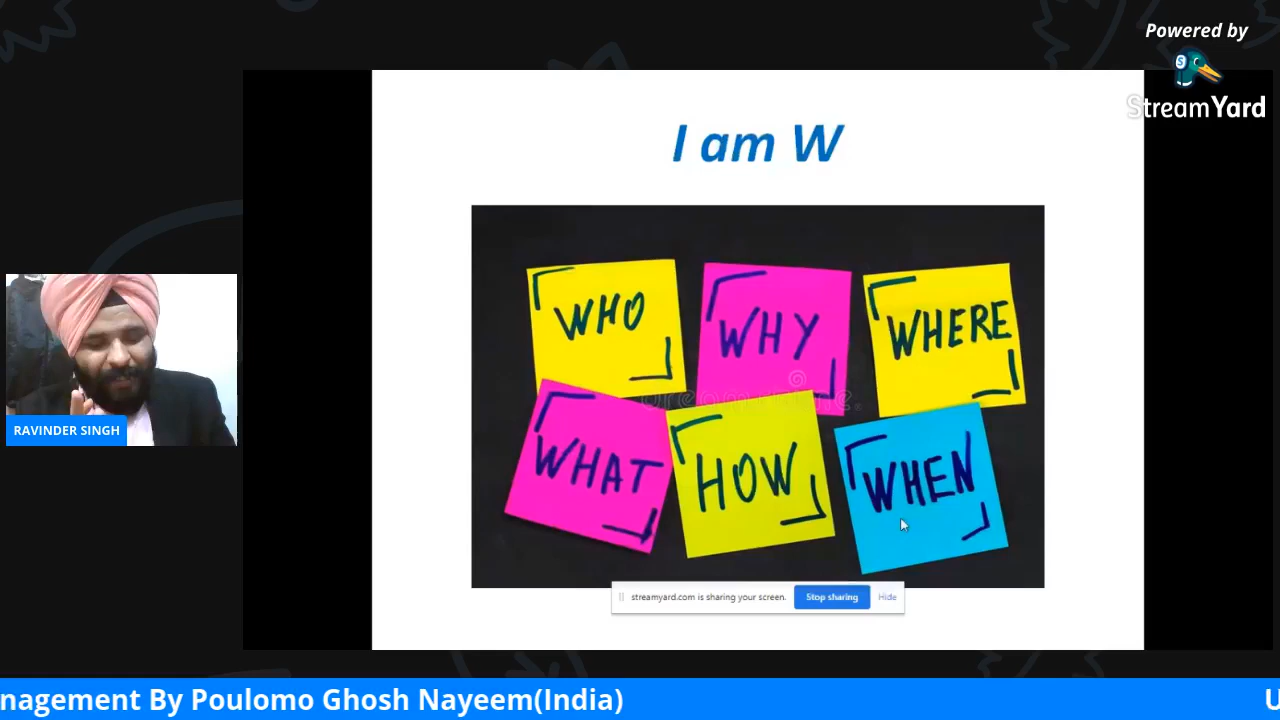 Powered by
StreamYard
I am W
WHO
WHY
WHERE
WHAT
HOW
WHEN
RAVINDER SINGH
streamyard.com is sharing your screen.
Stop sharing
Hide
nagement By Poulomo Ghosh Nayeem(India)
U